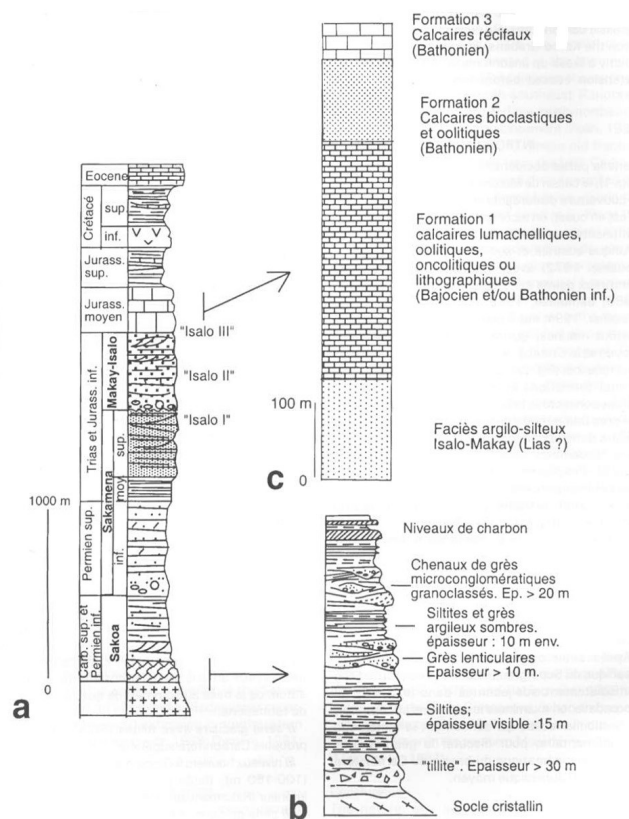 Formation 3
Calcaires récifaux
(Bathonien)
Formation 2
Calcaires bioclastiques
et oolitiques
(Bathonien)
Formation 1
calcaires lumachelliques,
oolitiques,
oncolitiques ou
lithographiques
(Bajocien et/ou Bathonien inf.)
100 m
Faciès argilo-silteux
Isalo-Makay (Lias ?)
0
c
Eocene
Crétacé
sup
inf.
Jurass.
sup.
Jurass.
moyen
"Isalo III"
Trias et Jurass. inf.
Makay-Isalo
"Isalo II"
"Isalo I"
Sakamena
sup.
moy
inf.
Permien sup.
Carb. sup. et
Permien inf.
Sakoa
1000 m
0
a
Niveaux de charbon
Chenaux de grès
microconglomératiques
granoclassés. Ep. > 20 m
Siltites et grès
argileux sombres.
épaisseur : 10 m env.
Grès lenticulaires
Epaisseur > 10 m.
Siltites;
épaisseur visible :15 m
"tillite". Epaisseur > 30 m
Socle cristallin
b